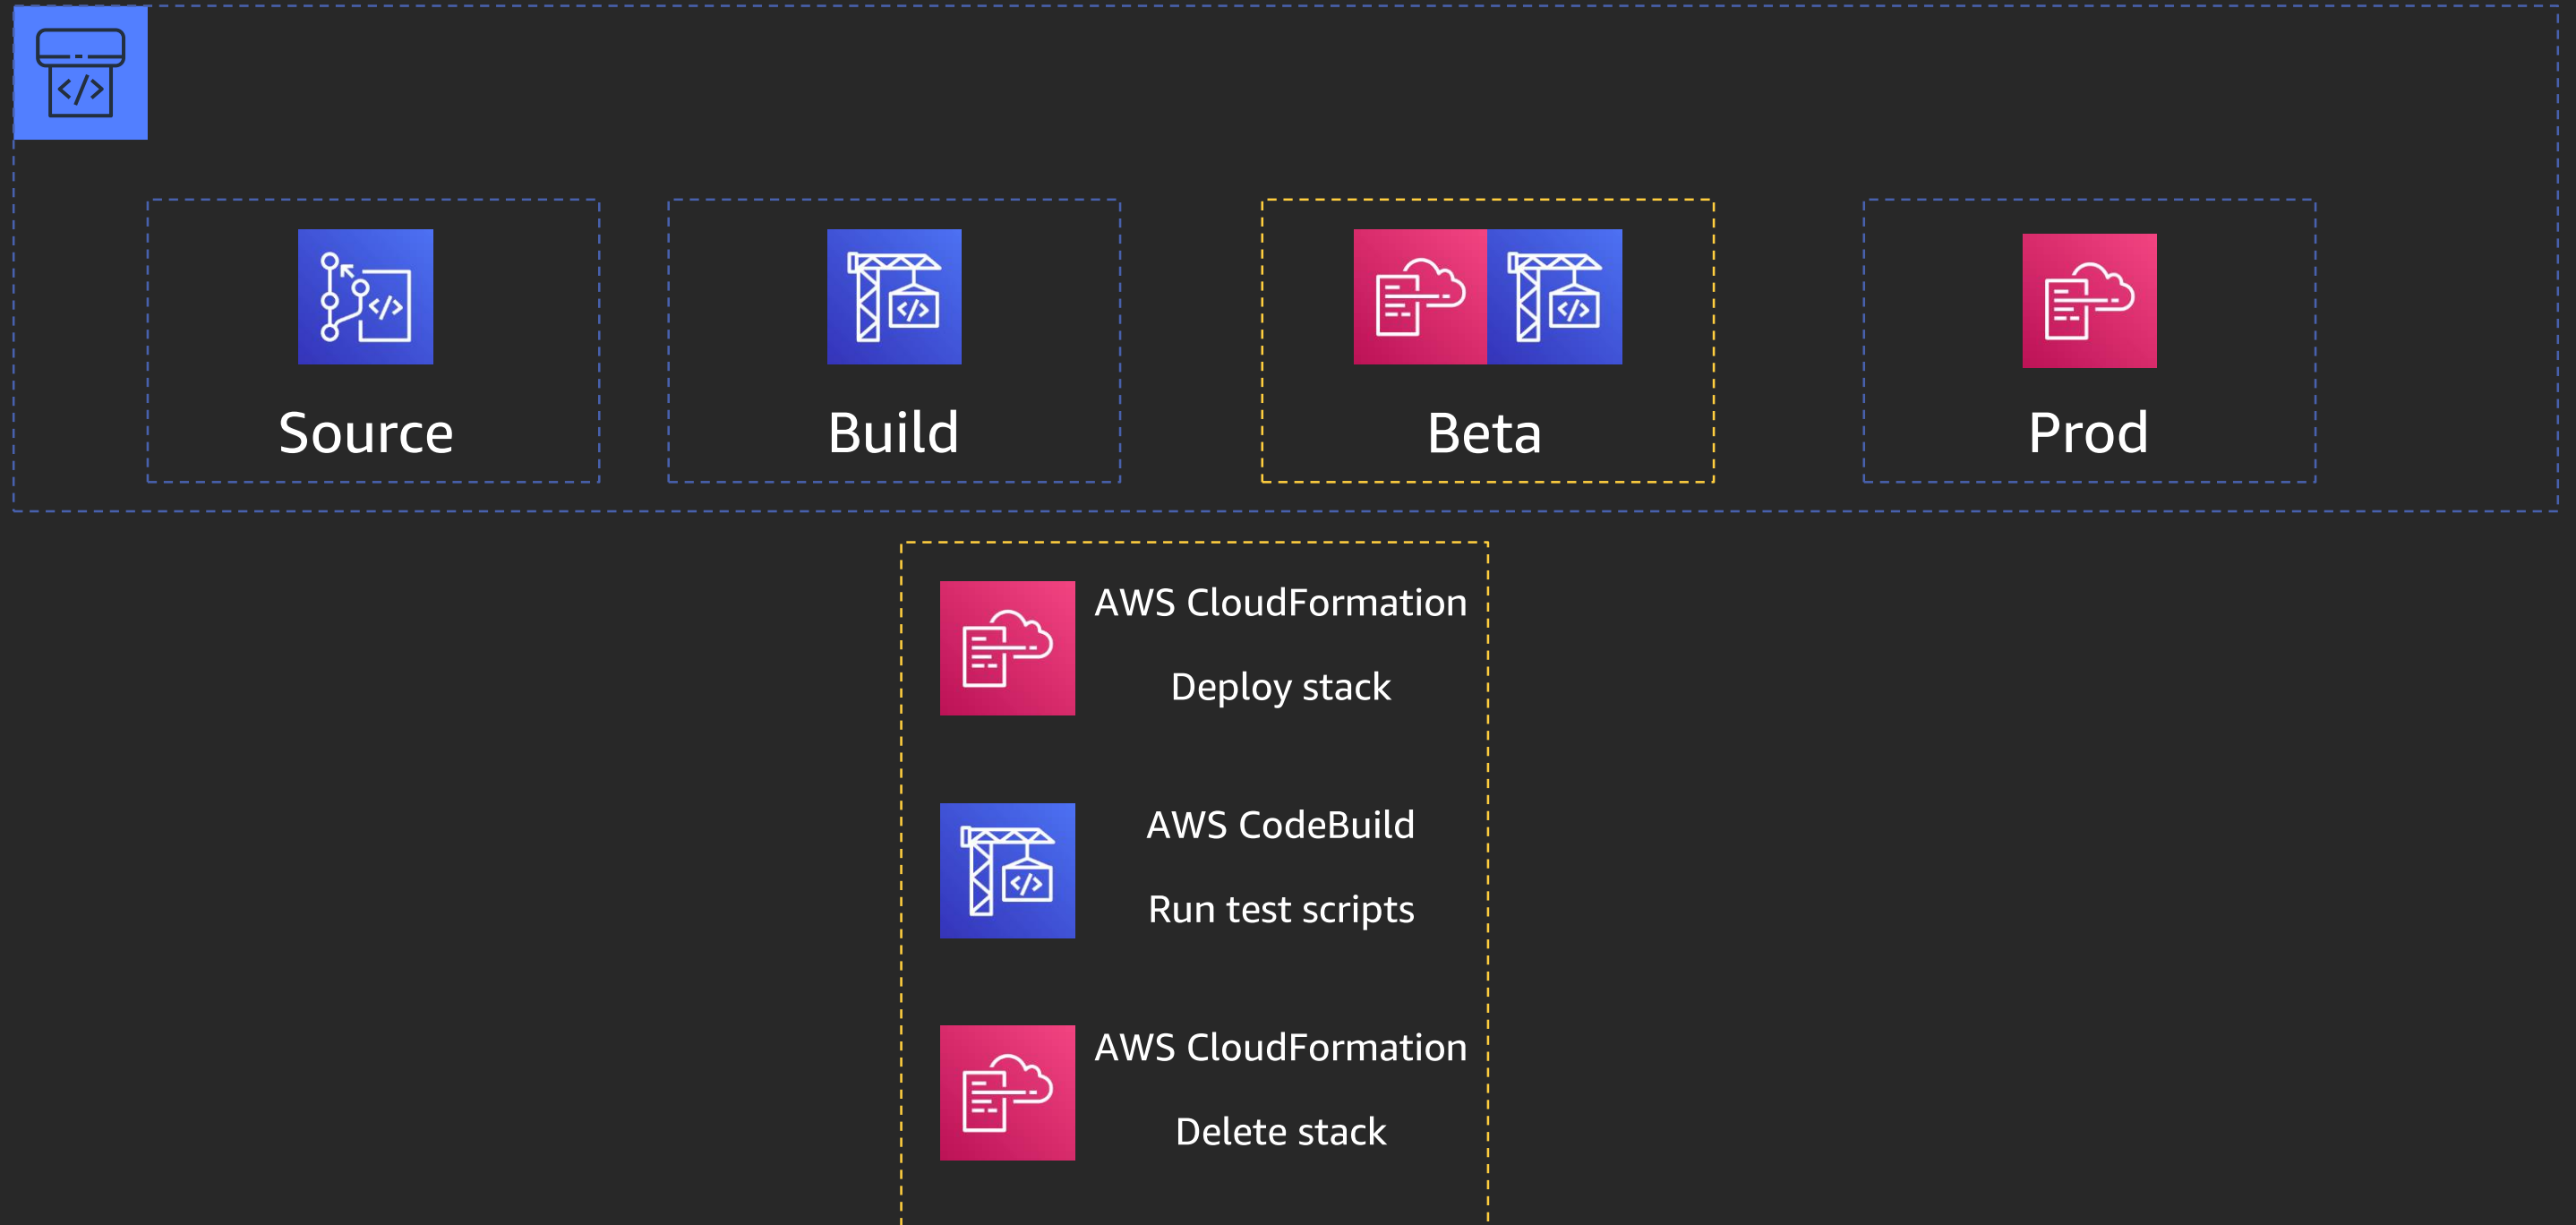 Source
Build
Beta
Prod
AWS CloudFormation
Deploy stack
AWS CodeBuild
Run test scripts
AWS CloudFormation
Delete stack